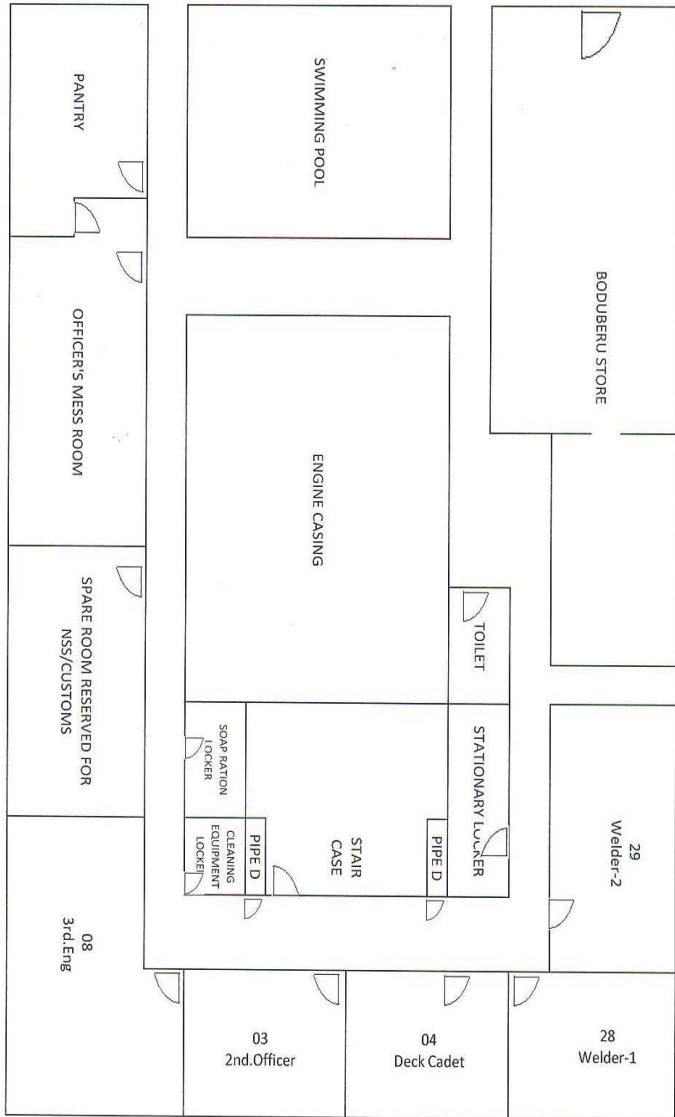 PANTRY
SWIMMING POOL
BODUBERU STORE
OFFICER'S MESS ROOM
ENGINE CASING
TOILET
SPARE ROOM RESERVED FOR
NSS/CUSTOMS
SOAP RATION
LOCKER
STATIONARY LOCKER
CLEANING
EQUIPMENT
LOCKER
PIPE D
STAIR
CASE
PIPE D
29
Welder-2
08
3rd.Eng
03
2nd.Officer
04
Deck Cadet
28
Welder-1